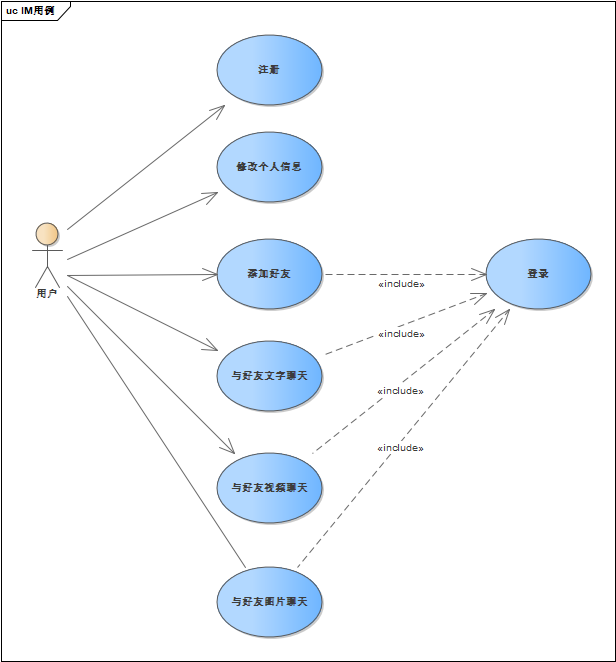 uc IM用例
注册
修改个人信息
用户
添加好友
«include»
登录
«include»
与好友文字聊天
«include»
«include»
与好友视频聊天
与好友图片聊天